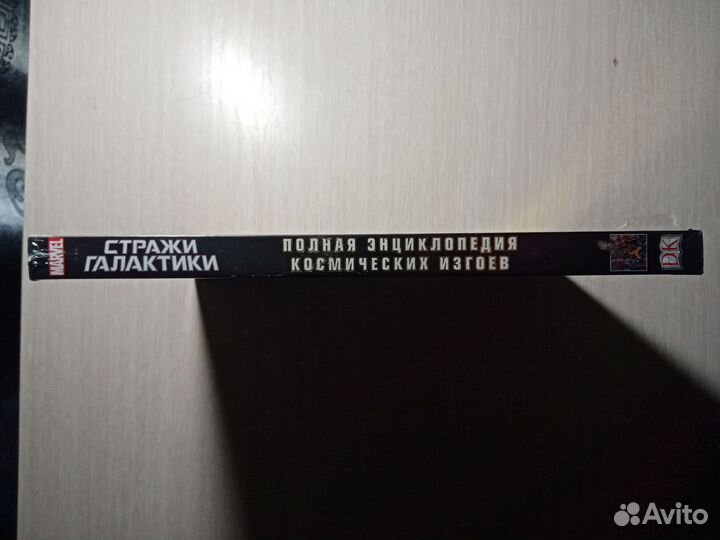 MARVEL
СТРАЖИ
ГАЛАКТИКИ
ПОЛНАЯ ЭНЦИКЛОПЕДИЯ
КОСМИЧЕСКИХ ИЗГОЕВ
DK
Avito